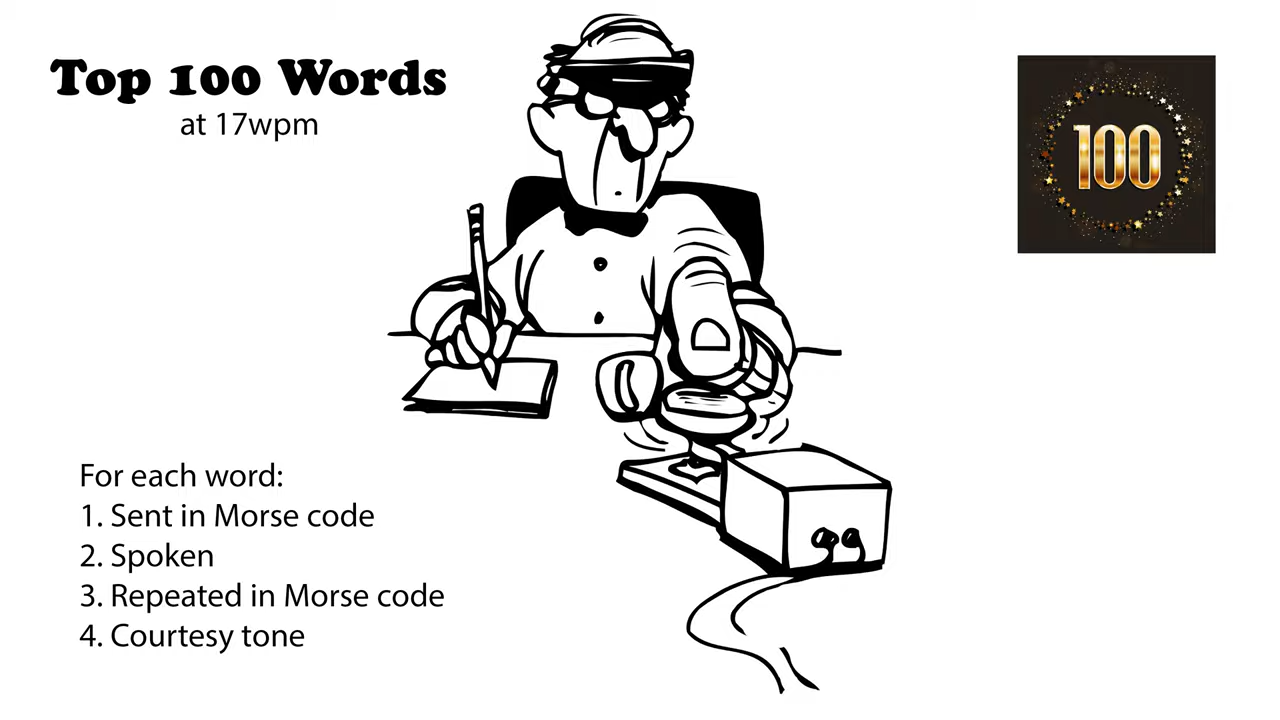 Top 100 Words
at 17wpm
100
For each word:
1. Sent in Morse code
2. Spoken
3. Repeated in Morse code
4. Courtesy tone